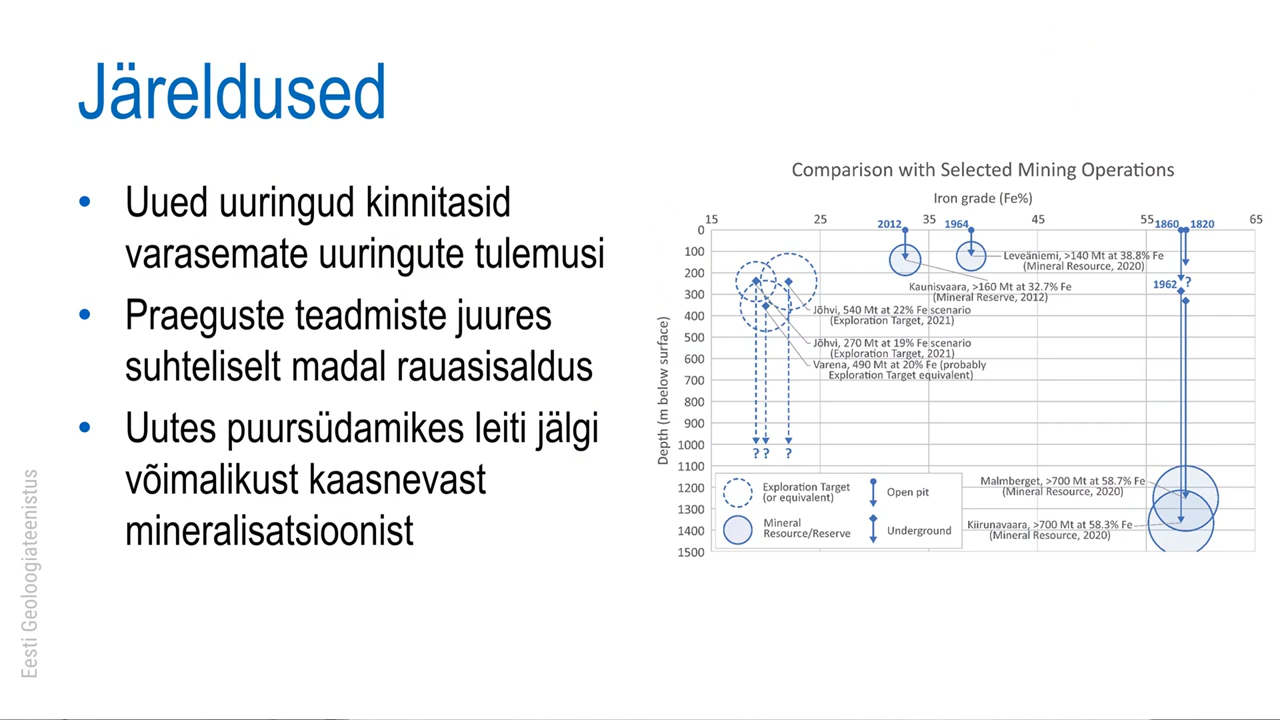 Järeldused
• Uued uuringud kinnitasid
varasemate uuringute tulemusi
• Praeguste teadmiste juures
suhteliselt madal rauasisaldus
• Uutes puursüdamikes leiti jälgi
võimalikust kaasnevast
mineralisatsioonist
Eesti Geoloogiateenistus
Comparison with Selected Mining Operations
Iron grade (Fe%)
15 25 35 45 55 65
2012 1964 1860 1820
Depth (m below surface)
0
100
200
300
400
500
600
700
800
900
1000
1100
1200
1300
1400
1500
Leveäniemi, >140 Mt at 38.8% Fe
(Mineral Resource, 2020)
1962 ?
Kaunisvaara, >160 Mt at 32.7% Fe
(Mineral Reserve, 2012)
Jõhvi, 540 Mt at 22% Fe scenario
(Exploration Target, 2021)
Jõhvi, 270 Mt at 19% Fe scenario
(Exploration Target, 2021)
Varena, 490 Mt at 20% Fe (probably
Exploration Target equivalent)
? ? ?
Malmberget, >700 Mt at 58.7% Fe
(Mineral Resource, 2020)
Kiirunavaara, >700 Mt at 58.3% Fe
(Mineral Resource, 2020)
Exploration Target
(or equivalent)
Open pit
Mineral
Resource/Reserve
Underground